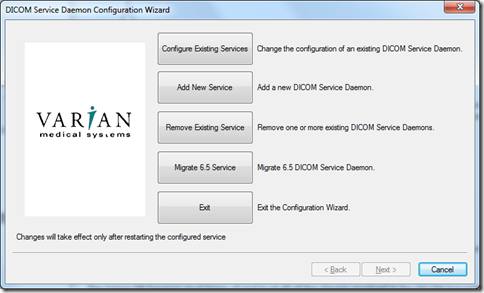 DICOM Service Daemon Configuration Wizard
VARIAN
medical systems
Configure Existing Services
Change the configuration of an existing DICOM Service Daemon.
Add New Service
Add a new DICOM Service Daemon.
Remove Existing Service
Remove one or more existing DICOM Service Daemons.
Migrate 6.5 Service
Migrate 6.5 DICOM Service Daemon.
Exit
Exit the Configuration Wizard.
Changes will take effect only after restarting the configured service
< Back
Next >
Cancel